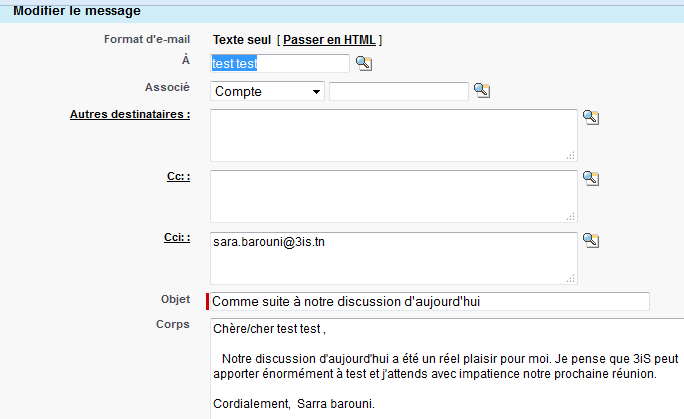 Modifier le message
Format d'e-mail Texte seul [ Passer en HTML ]
À test test
Associé Compte
Autres destinataires :
Cc: :
Cci: : sara.barouni@3is.tn
Objet Comme suite à notre discussion d'aujourd'hui
Corps Chère/cher test test ,
Notre discussion d'aujourd'hui a été un réel plaisir pour moi. Je pense que 3iS peut
apporter énormément à test et j'attends avec impatience notre prochaine réunion.
Cordialement, Sarra barouni.